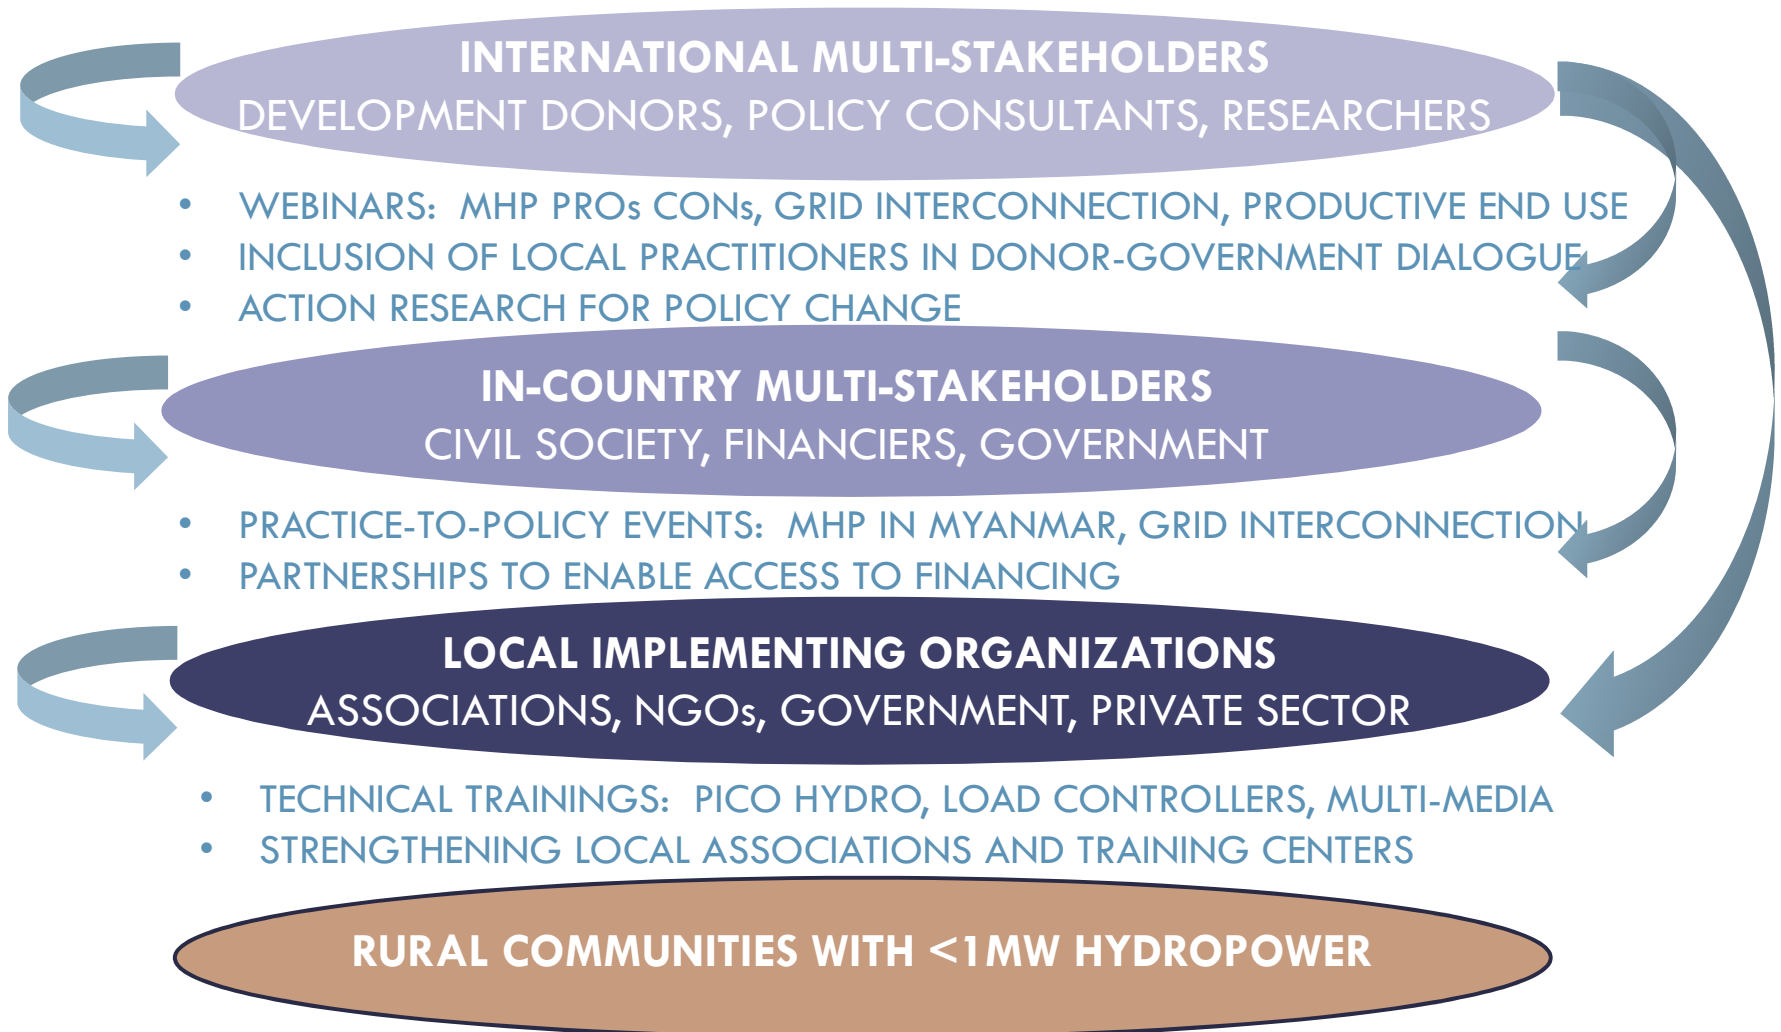 INTERNATIONAL MULTI-STAKEHOLDERS
DEVELOPMENT DONORS, POLICY CONSULTANTS, RESEARCHERS
• WEBINARS: MHP PROs CONs, GRID INTERCONNECTION, PRODUCTIVE END USE
• INCLUSION OF LOCAL PRACTITIONERS IN DONOR-GOVERNMENT DIALOGUE
• ACTION RESEARCH FOR POLICY CHANGE
IN-COUNTRY MULTI-STAKEHOLDERS
CIVIL SOCIETY, FINANCIERS, GOVERNMENT
• PRACTICE-TO-POLICY EVENTS: MHP IN MYANMAR, GRID INTERCONNECTION
• PARTNERSHIPS TO ENABLE ACCESS TO FINANCING
LOCAL IMPLEMENTING ORGANIZATIONS
ASSOCIATIONS, NGOs, GOVERNMENT, PRIVATE SECTOR
• TECHNICAL TRAININGS: PICO HYDRO, LOAD CONTROLLERS, MULTI-MEDIA
• STRENGTHENING LOCAL ASSOCIATIONS AND TRAINING CENTERS
RURAL COMMUNITIES WITH <1MW HYDROPOWER